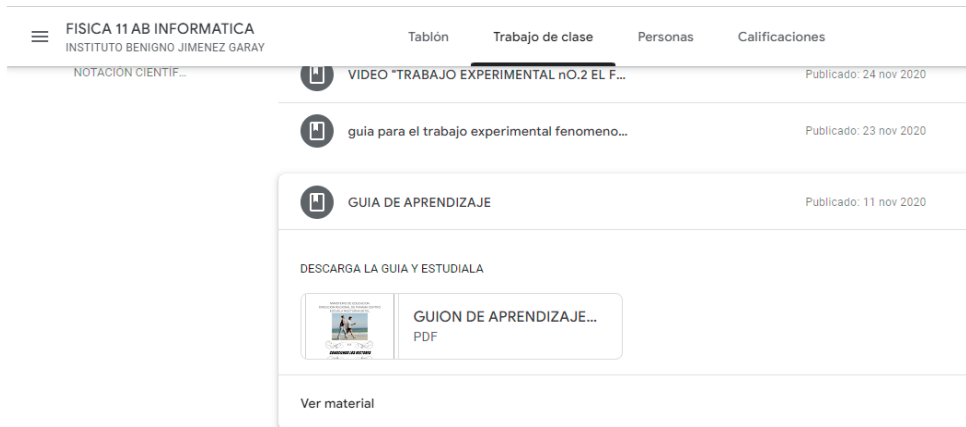 FISICA 11 AB INFORMATICA
INSTITUTO BENIGNO JIMENEZ GARAY
Tablón
Trabajo de clase
Personas
Calificaciones
NOTACIÓN CIENTÍF...
VIDEO "TRABAJO EXPERIMENTAL nO.2 EL F...
Publicado: 24 nov 2020
guia para el trabajo experimental fenomeno...
Publicado: 23 nov 2020
GUIA DE APRENDIZAJE
Publicado: 11 nov 2020
DESCARGA LA GUIA Y ESTUDIALA
GUION DE APRENDIZAJE...
PDF
Ver material